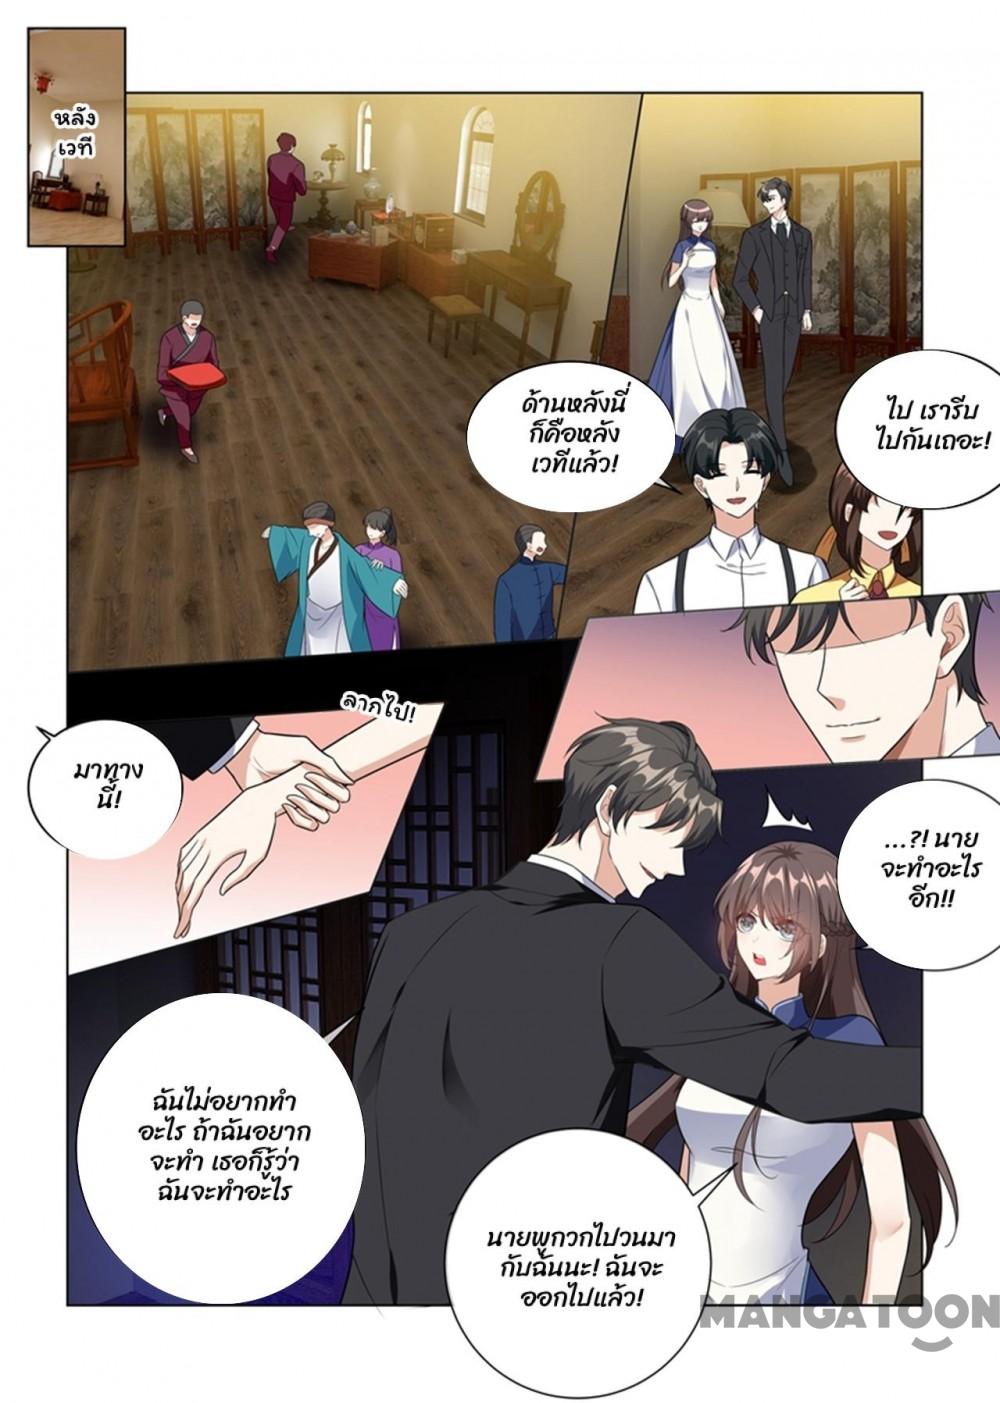 หลัง
เวที
ด้านหลังนี่
ก็คือหลัง
เวทีแล้ว!
ไป เรารีบ
ไปกันเถอะ!
ลากไป!
มาทาง
นี้!
...?! นาย
จะทำอะไร
อีก!!
ฉันไม่อยากทำ
อะไร ถ้าฉันอยาก
จะทำ เธอก็รู้ว่า
ฉันจะทำอะไร
นายพูกวกไปวนมา
กับฉันนะ! ฉันจะ
ออกไปแล้ว!
MANGATOON